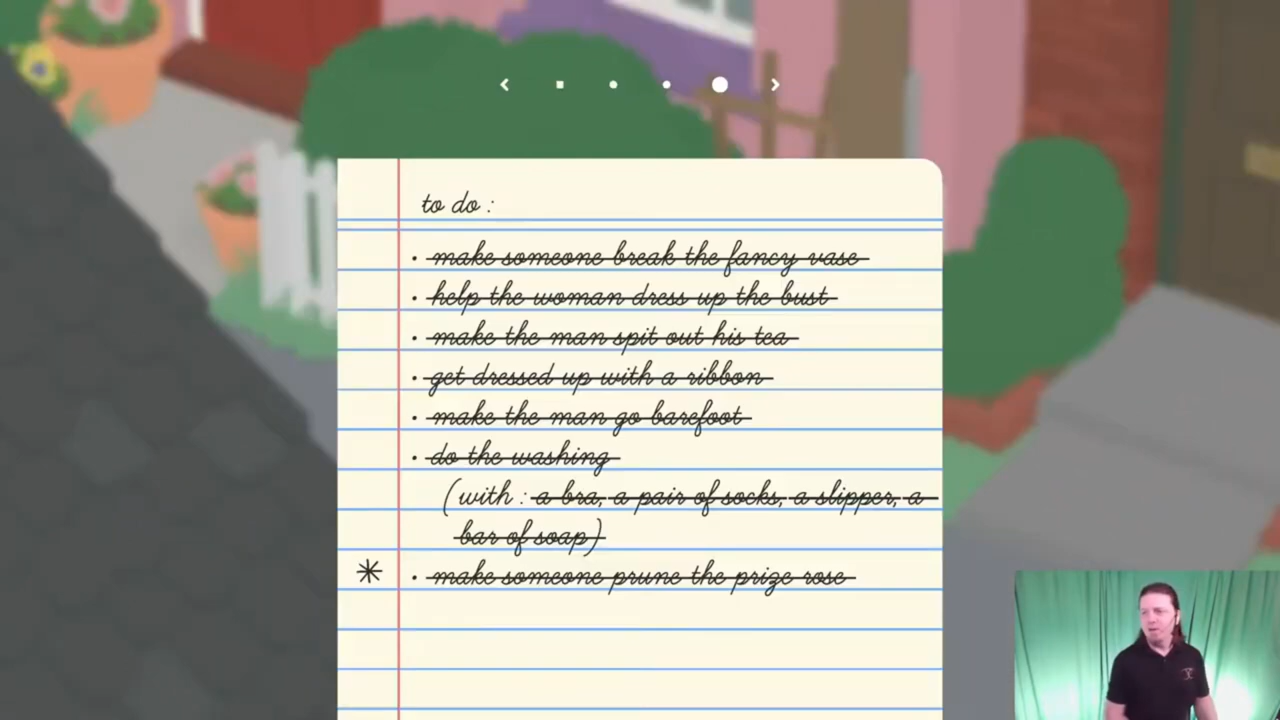 to do :
• make someone break the fancy vase
• help the woman dress up the bust
• make the man spit out his tea
• get dressed up with a ribbon
• make the man go barefoot
• do the washing
(with : a bra, a pair of socks, a slipper, a
bar of soap)
• make someone prune the prize rose